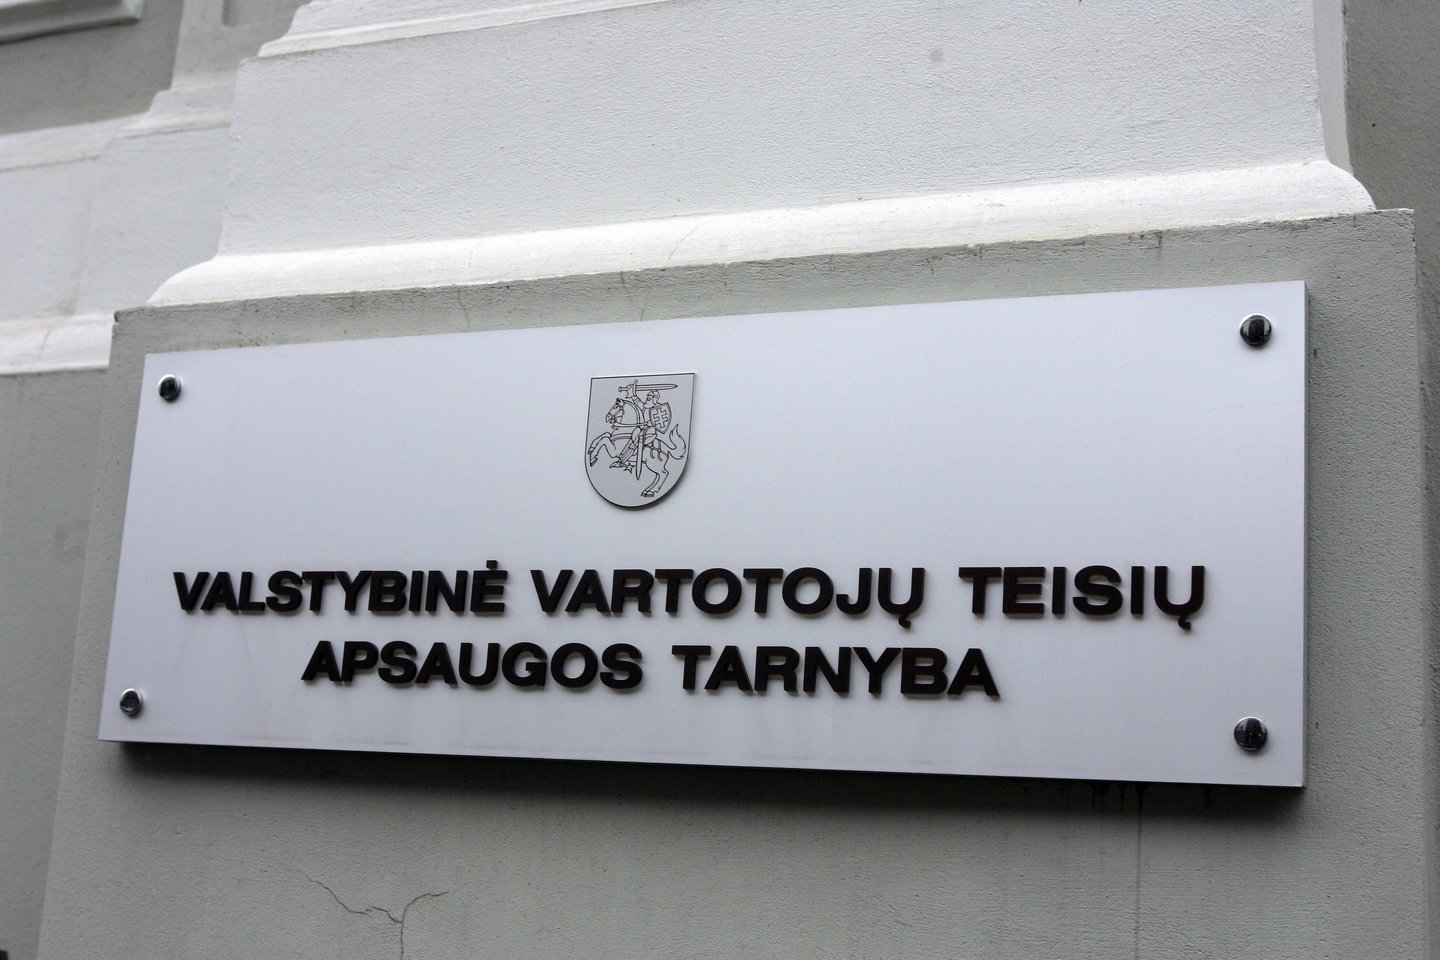 VALSTYBINĖ VARTOTOJŲ TEISIŲ
APSAUGOS TARNYBA